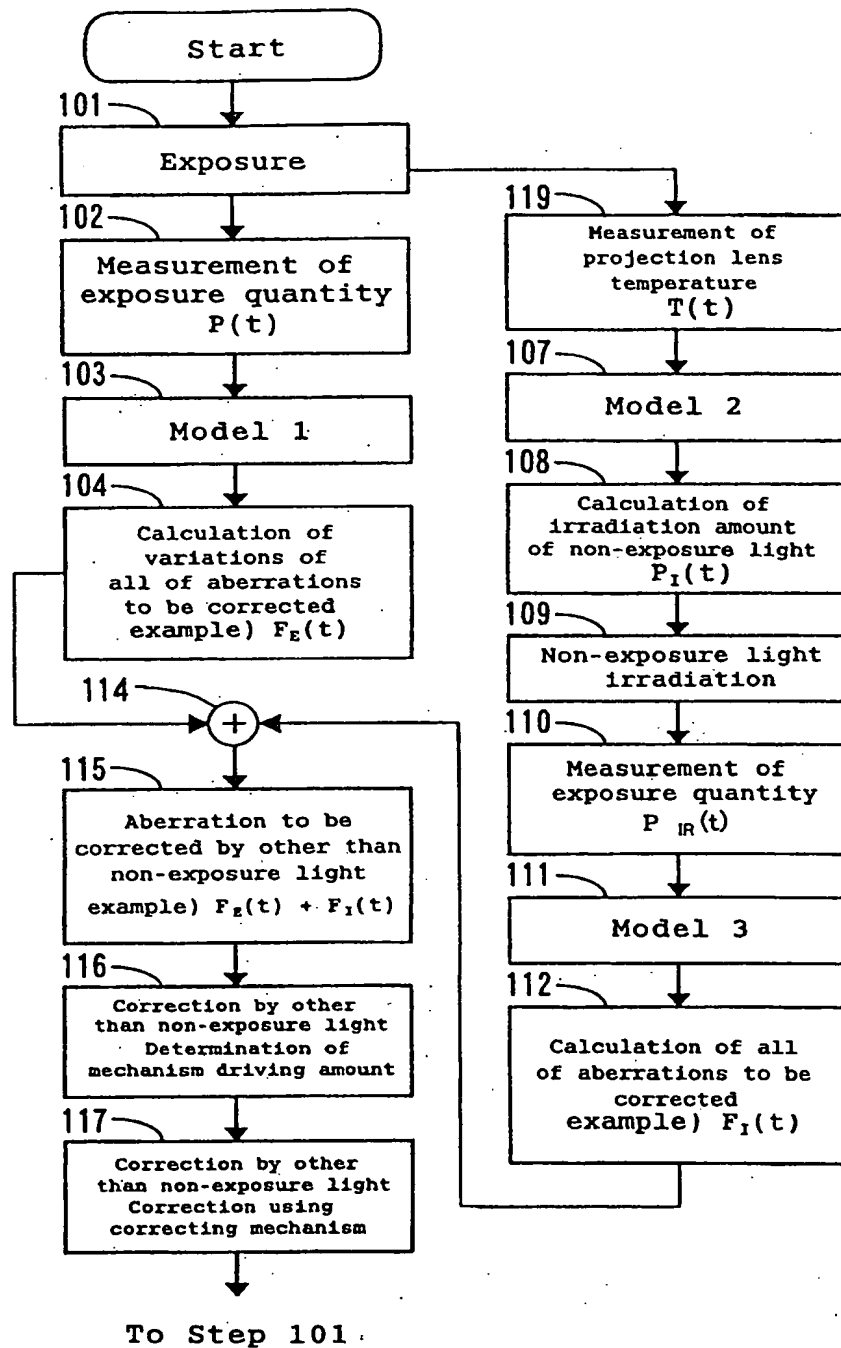 Start
101
Exposure
102
Measurement of
exposure quantity
P(t)
103
Model 1
104
Calculation of
variations of
all of aberrations
to be corrected
example) F_E(t)
114
+
115
Aberration to be
corrected by other than
non-exposure light
example) F_E(t) + F_I(t)
116
Correction by other
than non-exposure light
Determination of
mechanism driving amount
117
Correction by other
than non-exposure light
Correction using
correcting mechanism
To Step 101
119
Measurement of
projection lens
temperature
T(t)
107
Model 2
108
Calculation of
irradiation amount
of non-exposure light
P_I(t)
109
Non-exposure light
irradiation
110
Measurement of
exposure quantity
P_IR(t)
111
Model 3
112
Calculation of all
of aberrations to be
corrected
example) F_I(t)